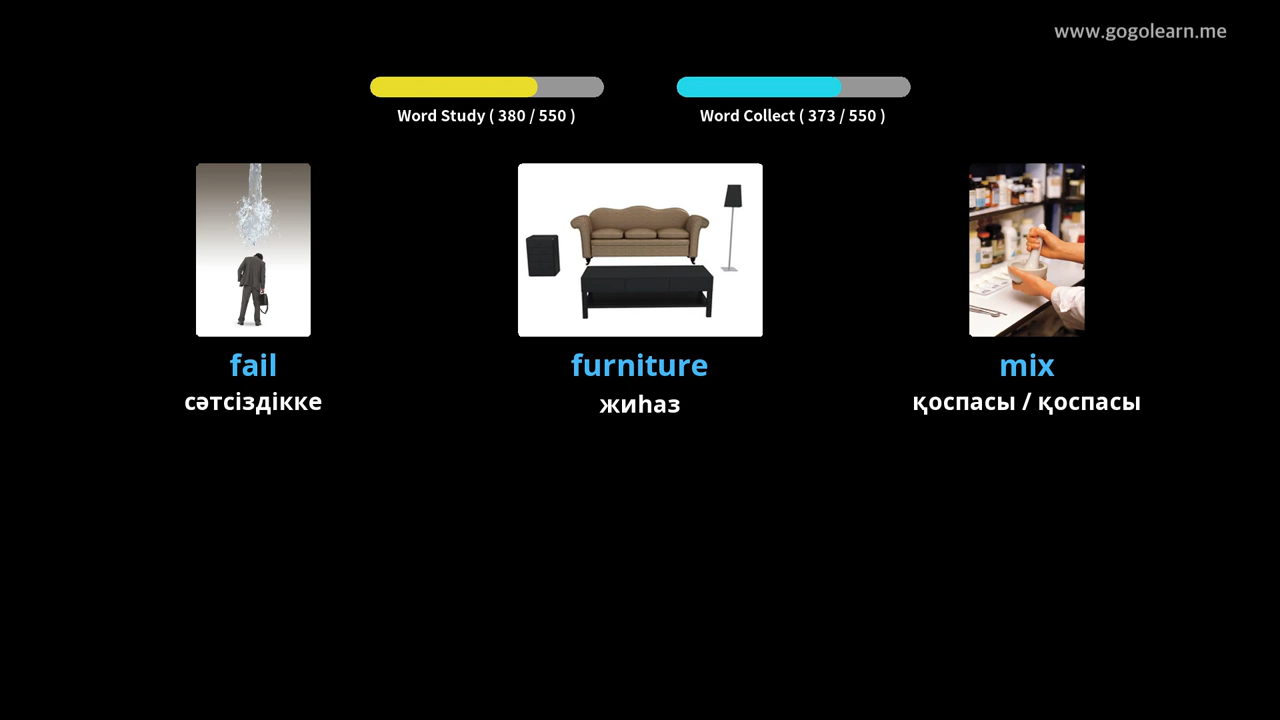 www.gogolearn.me
Word Study ( 380 / 550 )
Word Collect ( 373 / 550 )
fail
furniture
mix
сәтсіздікке
жиһаз
қоспасы / қоспасы